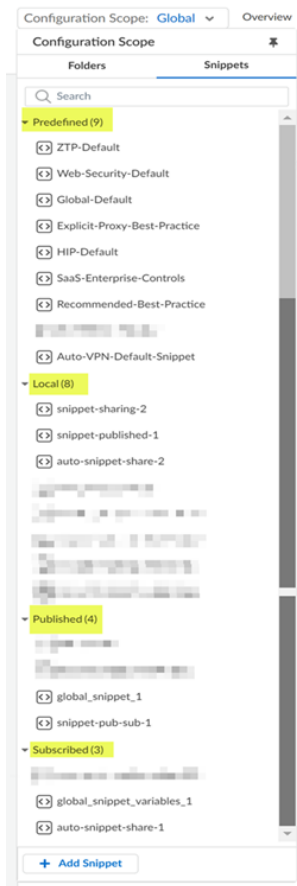 Configuration Scope: Global Overview
Configuration Scope
Folders Snippets
Search
Predefined (9)
ZTP-Default
Web-Security-Default
Global-Default
Explicit-Proxy-Best-Practice
HIP-Default
SaaS-Enterprise-Controls
Recommended-Best-Practice
Auto-VPN-Default-Snippet
Local (8)
snippet-sharing-2
snippet-published-1
auto-snippet-share-2
Published (4)
global_snippet_1
snippet-pub-sub-1
Subscribed (3)
global_snippet_variables_1
auto-snippet-share-1
+ Add Snippet